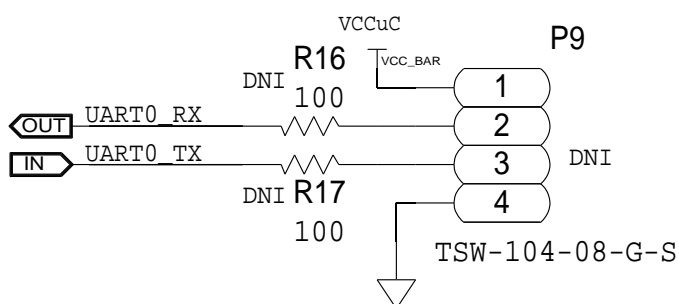 VCCuC
P9
R16
VCC_BAR
DNI
100
1
OUT
UART0_RX
2
IN
UART0_TX
3
DNI
DNI
R17
4
100
TSW-104-08-G-S